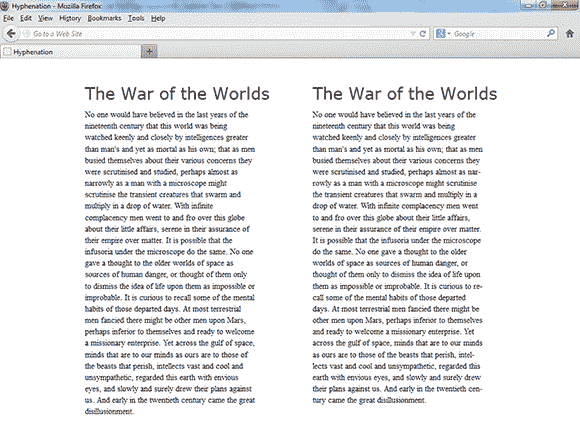 Hyphenation - Mozilla Firefox
File Edit View History Bookmarks Tools Help
Go to a Web Site
Google
Hyphenation
The War of the Worlds
No one would have believed in the last years of the
nineteenth century that this world was being
watched keenly and closely by intelligences greater
than man's and yet as mortal as his own; that as men
busied themselves about their various concerns they
were scrutinised and studied, perhaps almost as
narrowly as a man with a microscope might
scrutinise the transient creatures that swarm and
multiply in a drop of water. With infinite
complacency men went to and fro over this globe
about their little affairs, serene in their assurance of
their empire over matter. It is possible that the
infusoria under the microscope do the same. No one
gave a thought to the older worlds of space as
sources of human danger, or thought of them only
to dismiss the idea of life upon them as impossible or
improbable. It is curious to recall some of the mental
habits of those departed days. At most terrestrial
men fancied there might be other men upon Mars,
perhaps inferior to themselves and ready to welcome
a missionary enterprise. Yet across the gulf of space,
minds that are to our minds as ours are to those of
the beasts that perish, intellects vast and cool and
unsympathetic, regarded this earth with envious
eyes, and slowly and surely drew their plans against
us. And early in the twentieth century came the great
disillusionment.
The War of the Worlds
No one would have believed in the last years of the
nineteenth century that this world was being
watched keenly and closely by intelligences greater
than man's and yet as mortal as his own; that as men
busied themselves about their various concerns they
were scrutinised and studied, perhaps almost as nar-
rowly as a man with a microscope might scrutinise
the transient creatures that swarm and multiply in a
drop of water. With infinite complacency men went
to and fro over this globe about their little affairs,
serene in their assurance of their empire over matter.
It is possible that the infusoria under the microscope
do the same. No one gave a thought to the older
worlds of space as sources of human danger, or
thought of them only to dismiss the idea of life upon
them as impossible or improbable. It is curious to re-
call some of the mental habits of those departed
days. At most terrestrial men fancied there might be
other men upon Mars, perhaps inferior to themselves
and ready to welcome a missionary enterprise. Yet
across the gulf of space, minds that are to our minds
as ours are to those of the beasts that perish, intel-
lects vast and cool and unsympathetic, regarded this
earth with envious eyes, and slowly and surely drew
their plans against us. And early in the twentieth cen-
tury came the great disillusionment.